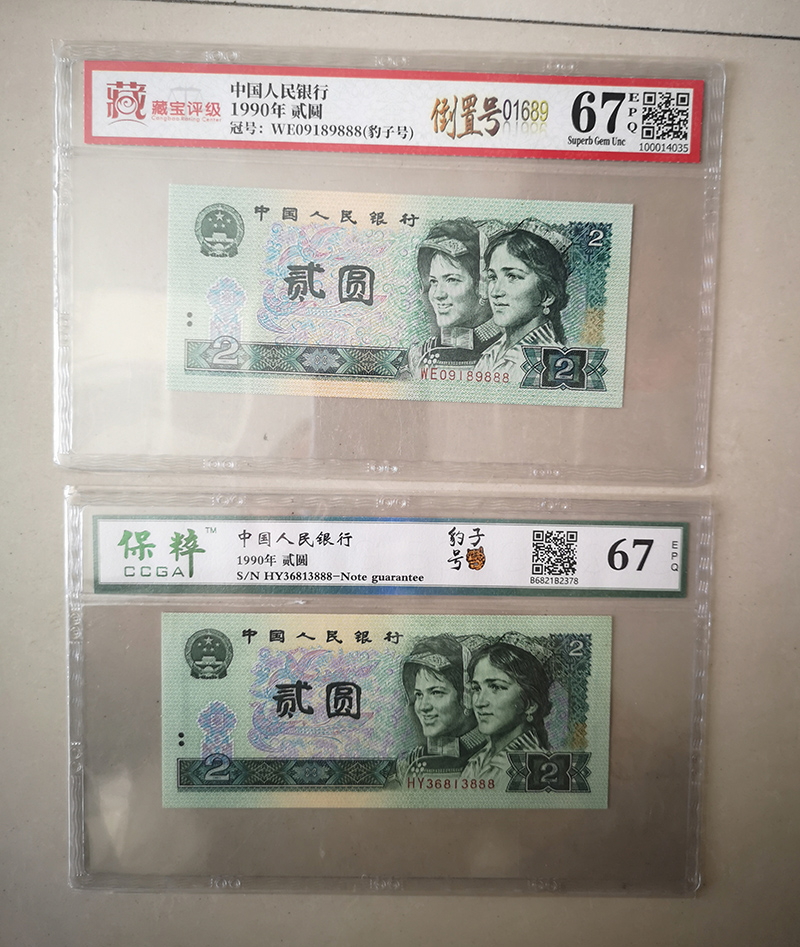 藏
藏宝评级
Cangbao Rating Center
中国人民银行
1990年 贰圆
冠号：WE09189888(豹子号)
倒置号01689
67
EPQ
Superb Gem Unc
100014035
中国人民银行
贰圆
2
2
2
WE09189888
保粹™
CCGA
中国人民银行
1990年 贰圆
S/N HY36813888-Note guarantee
豹子号
B6821B2378
67
EPQ
中国人民银行
贰圆
2
2
2
HY36813888